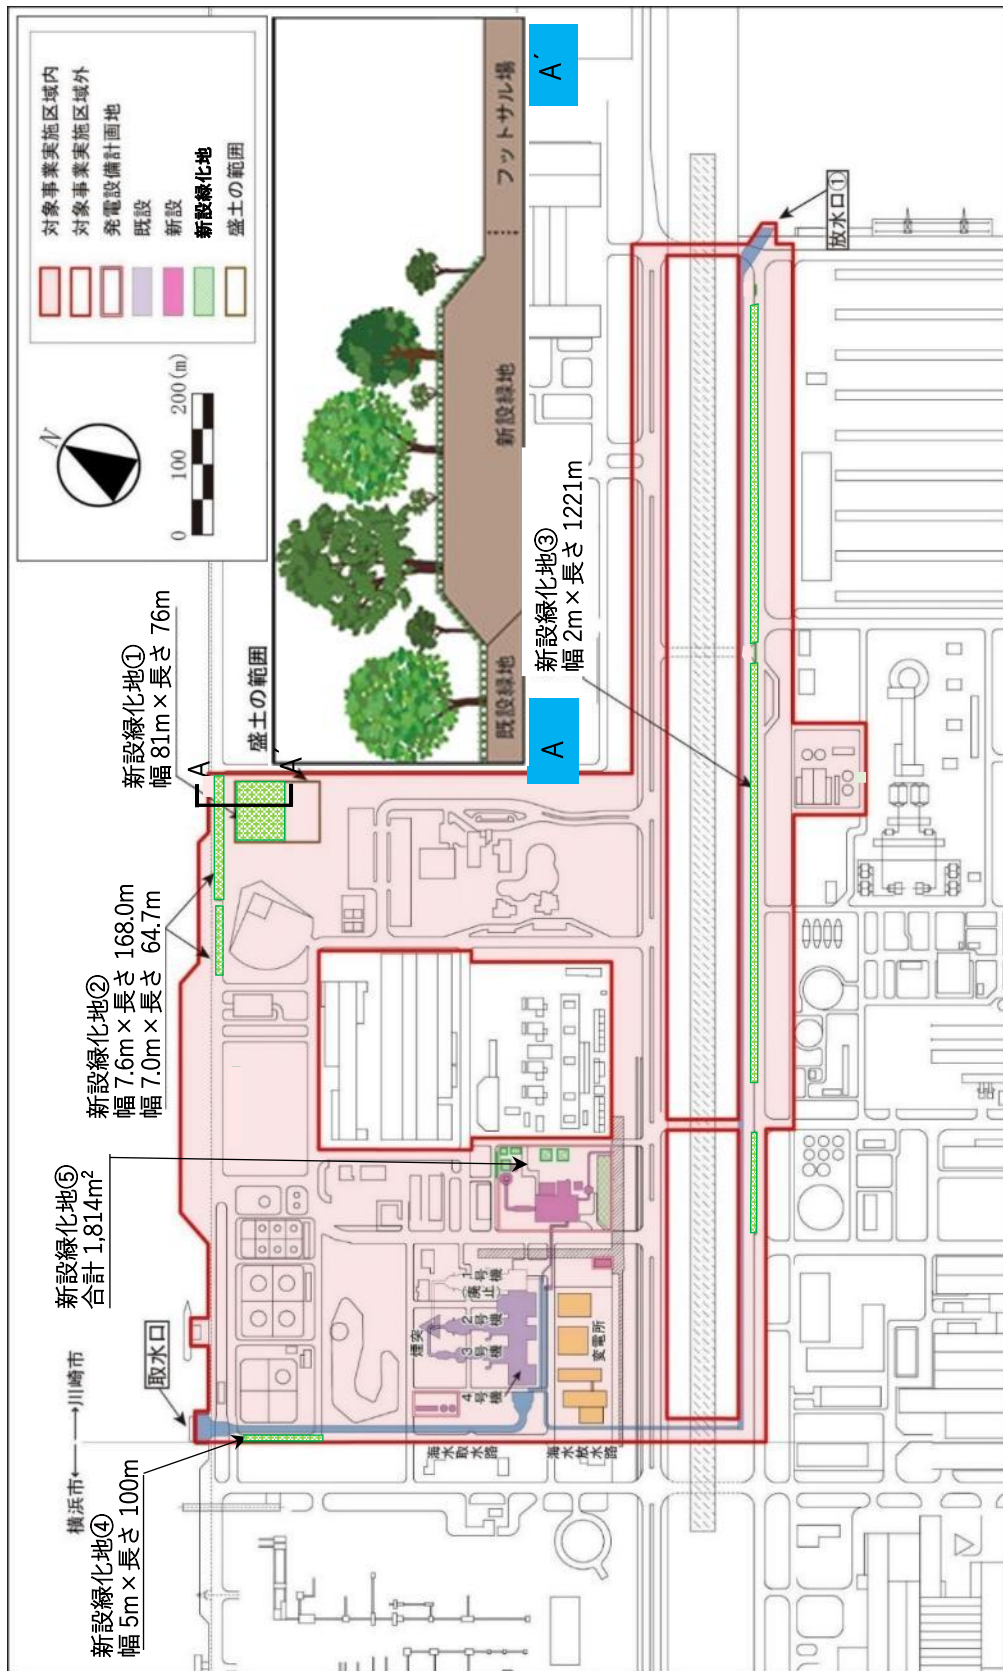 対象事業実施区域内
対象事業実施区域外
発電設備計画地
既設
新設
新設緑化地
盛土の範囲
N
0 100 200(m)
既設緑地
新設緑地
フットサル場
A
A´
新設緑化地①
幅 81m×長さ 76m
盛土の範囲
A
A´
新設緑化地②
幅 7.6m×長さ 168.0m
幅 7.0m×長さ 64.7m
新設緑化地③
幅 2m×長さ 1221m
新設緑化地⑤
合計 1,814m²
新設緑化地④
幅 5m×長さ 100m
横浜市←
→川崎市
取水口
放水口①
煙突
1号機
(廃止)
2号機
3号機
4号機
変電所
海水取水路
海水放水路